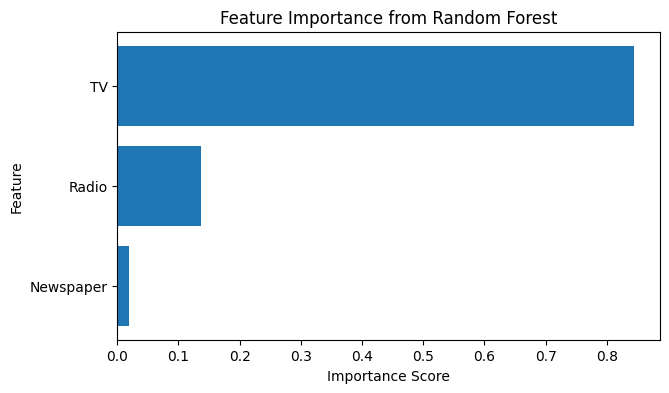 Feature Importance from Random Forest
Feature
TV
Radio
Newspaper
0.0 0.1 0.2 0.3 0.4 0.5 0.6 0.7 0.8
Importance Score